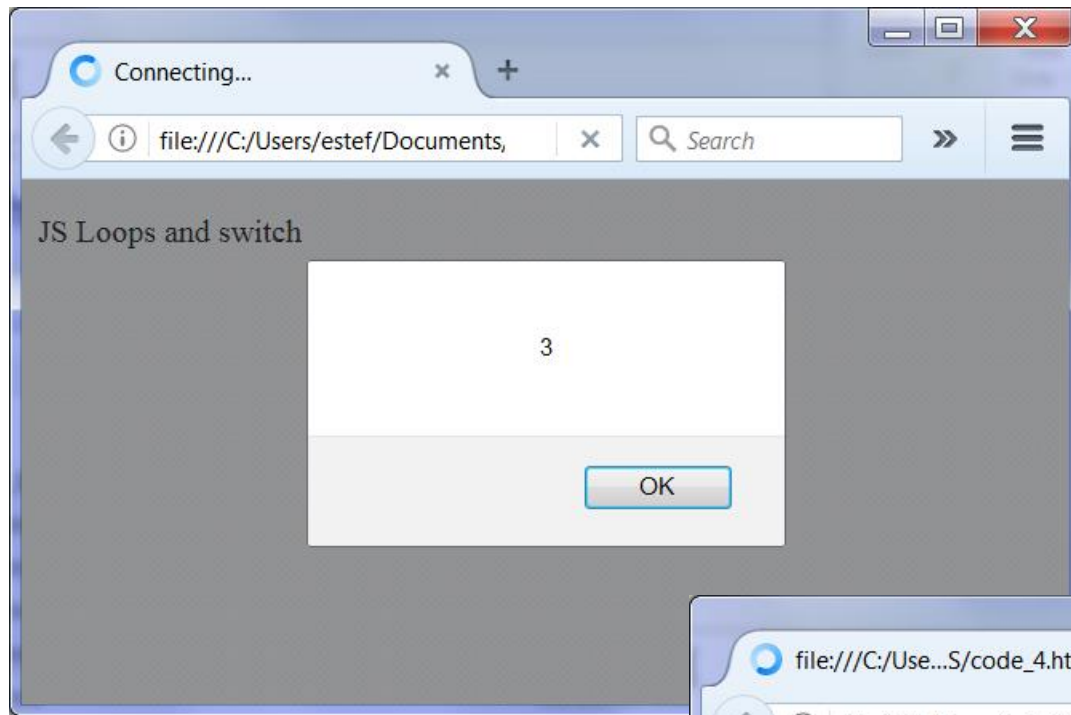 Connecting...
file:///C:/Users/estef/Documents,
Search
JS Loops and switch
3
OK
file:///C:/Use...S/code_4.ht